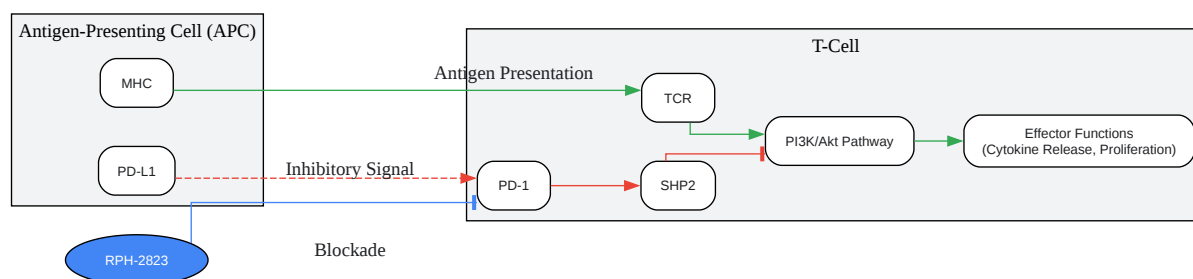 Antigen-Presenting Cell (APC)
T-Cell
MHC
Antigen Presentation
TCR
PI3K/Akt Pathway
Effector Functions
(Cytokine Release, Proliferation)
PD-L1
Inhibitory Signal
PD-1
SHP2
Blockade
RPH-2823